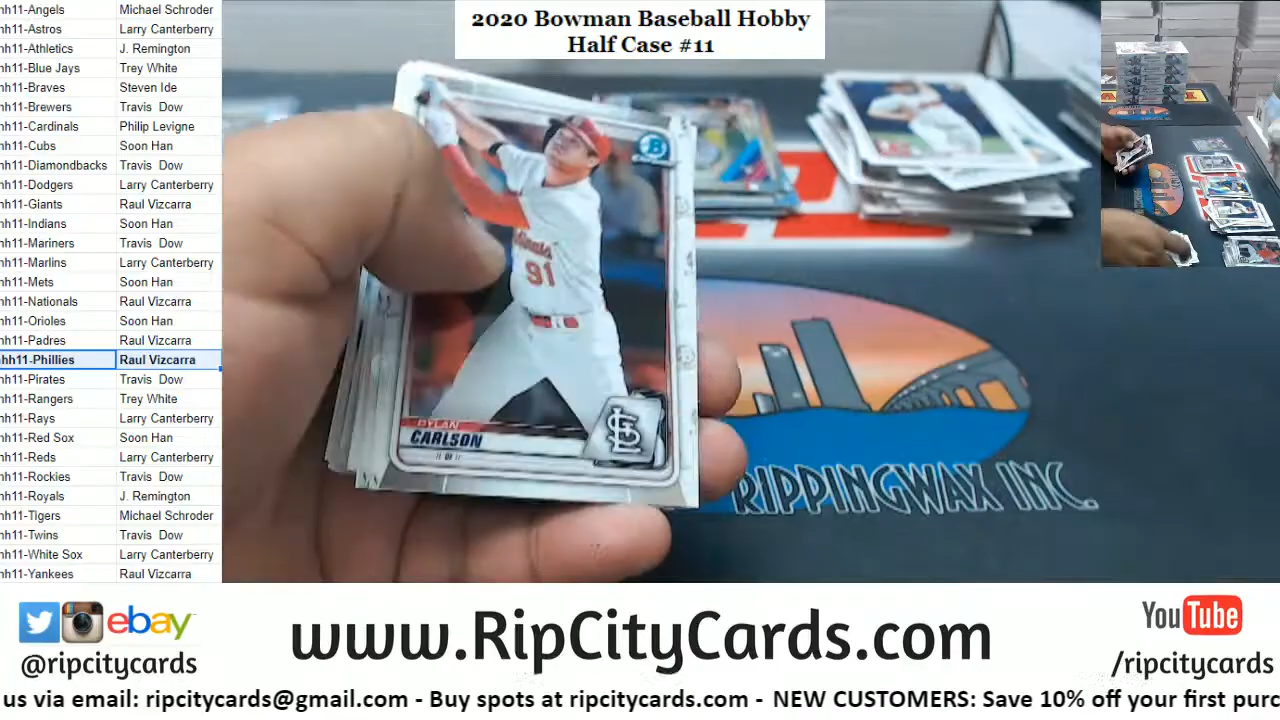 2020 Bowman Baseball Hobby
Half Case #11
hh11-Angels Michael Schroder
hh11-Astros Larry Canterberry
hh11-Athletics J. Remington
hh11-Blue Jays Trey White
hh11-Braves Steven Ide
hh11-Brewers Travis Dow
hh11-Cardinals Philip Levigne
hh11-Cubs Soon Han
hh11-Diamondbacks Travis Dow
hh11-Dodgers Larry Canterberry
hh11-Giants Raul Vizcarra
hh11-Indians Soon Han
hh11-Mariners Travis Dow
hh11-Marlins Larry Canterberry
hh11-Mets Soon Han
hh11-Nationals Raul Vizcarra
hh11-Orioles Soon Han
hh11-Padres Raul Vizcarra
hh11-Phillies Raul Vizcarra
hh11-Pirates Travis Dow
hh11-Rangers Trey White
hh11-Rays Larry Canterberry
hh11-Red Sox Soon Han
hh11-Reds Larry Canterberry
hh11-Rockies Travis Dow
hh11-Royals J. Remington
hh11-Tigers Michael Schroder
hh11-Twins Travis Dow
hh11-White Sox Larry Canterberry
hh11-Yankees Raul Vizcarra
B
91
DYLAN
CARLSON
STL
RIPPINGWAX INC.
ebay
@ripcitycards
www.RipCityCards.com
YouTube
/ripcitycards
us via email: ripcitycards@gmail.com - Buy spots at ripcitycards.com - NEW CUSTOMERS: Save 10% off your first purc